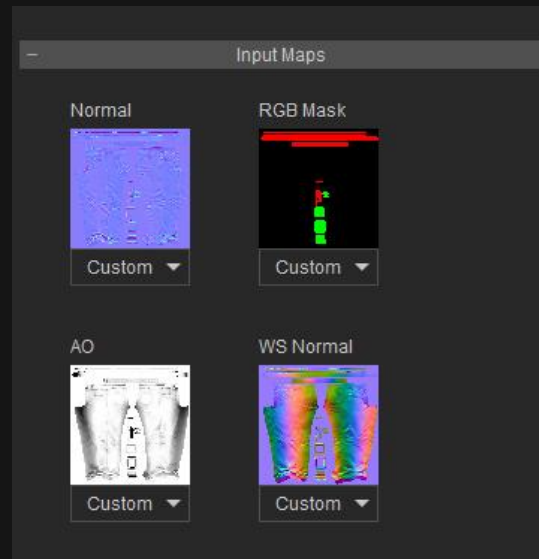 Input Maps
Normal
RGB Mask
Custom
Custom
AO
WS Normal
Custom
Custom